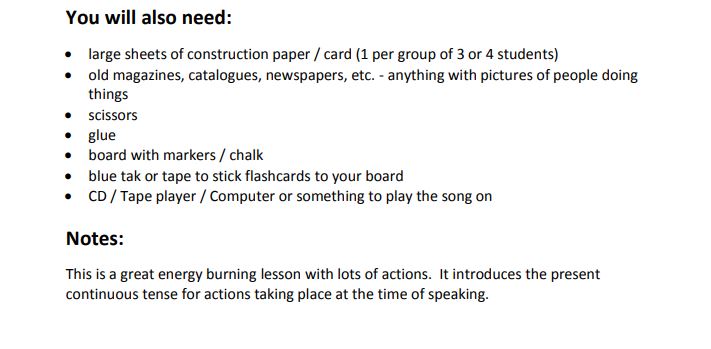 You will also need:
• large sheets of construction paper / card (1 per group of 3 or 4 students)
• old magazines, catalogues, newspapers, etc. - anything with pictures of people doing
things
• scissors
• glue
• board with markers / chalk
• blue tak or tape to stick flashcards to your board
• CD / Tape player / Computer or something to play the song on
Notes:
This is a great energy burning lesson with lots of actions.  It introduces the present
continuous tense for actions taking place at the time of speaking.